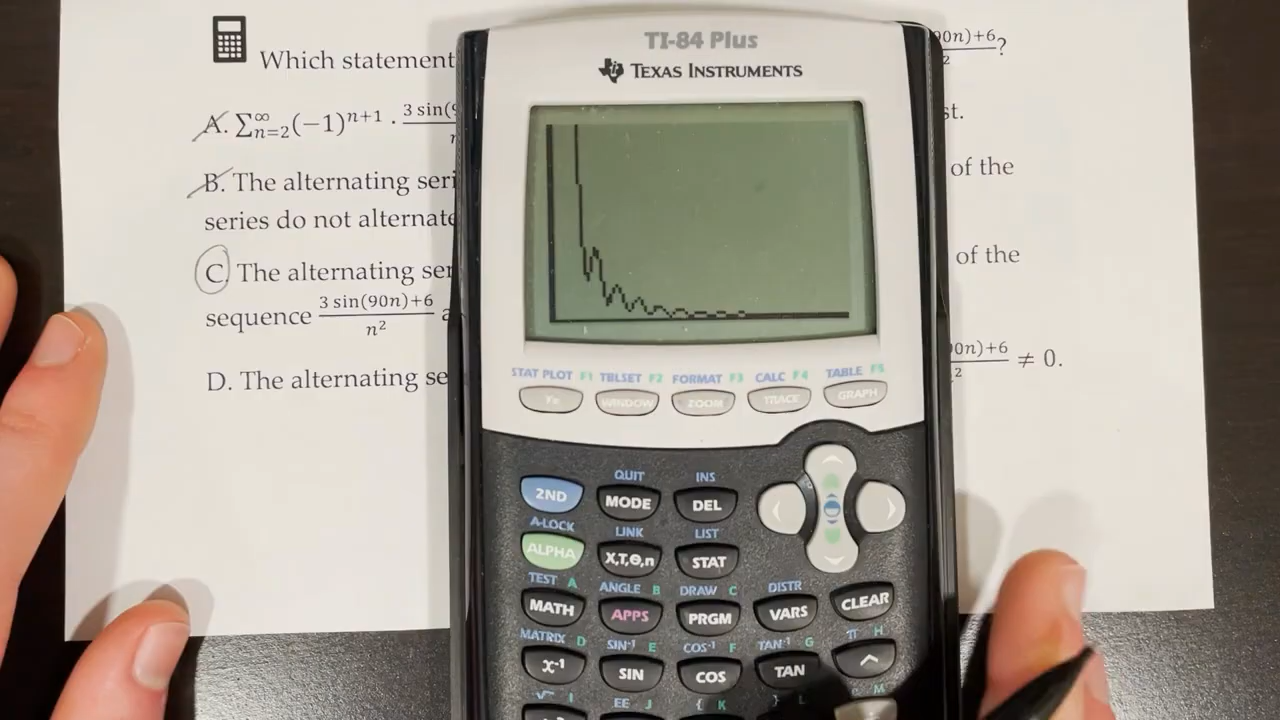 TI-84 Plus
TEXAS INSTRUMENTS
Which statement 90n)+6?
A. ∑∞n=2(−1)^{n+1} · 3 sin( st.
B. The alternating seri of the
series do not alternate
C. The alternating ser of the
sequence 3 sin(90n)+6 / n²
D. The alternating se 0n)+6 / 2 ≠ 0.
STAT PLOT F1 TBLSET F2 FORMAT F3 CALC F4 TABLE F5
Y= WINDOW ZOOM TRACE GRAPH
QUIT INS
2ND MODE DEL
A-LOCK LINK LIST
ALPHA X,T,Θ,n STAT
TEST A ANGLE B DRAW C DISTR
MATH APPS PRGM VARS CLEAR
MATRIX D SIN⁻¹ E COS⁻¹ F TAN⁻¹ G π H
x⁻¹ SIN COS TAN ^
√ I EE J { K } L M